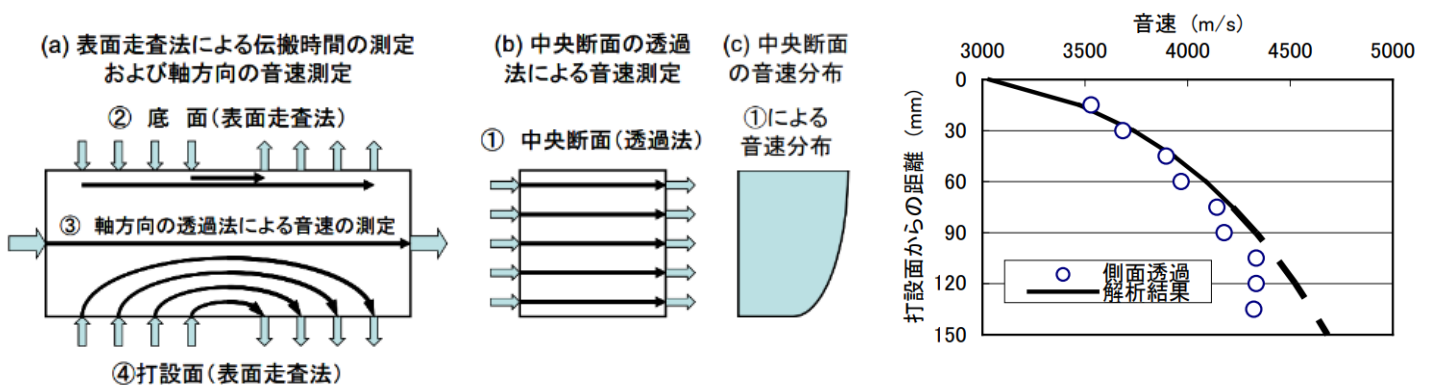 (a) 表面走査法による伝搬時間の測定
および軸方向の音速測定
② 底 面(表面走査法)
③ 軸方向の透過法による音速の測定
④打設面(表面走査法)
(b) 中央断面の透過
法による音速測定
① 中央断面(透過法)
(c) 中央断面
の音速分布
①による
音速分布
音速 (m/s)
3000 3500 4000 4500 5000
打設面からの距離 (mm)
0
30
60
90
120
150
側面透過
解析結果